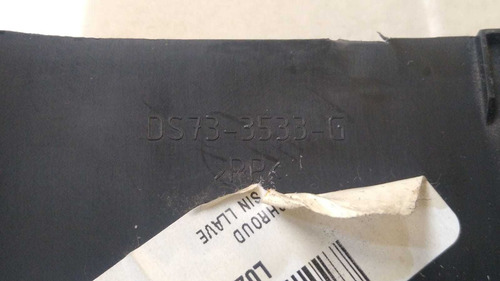 DS73-3533-G
>PP<
SHROUD
SIN LLAVE